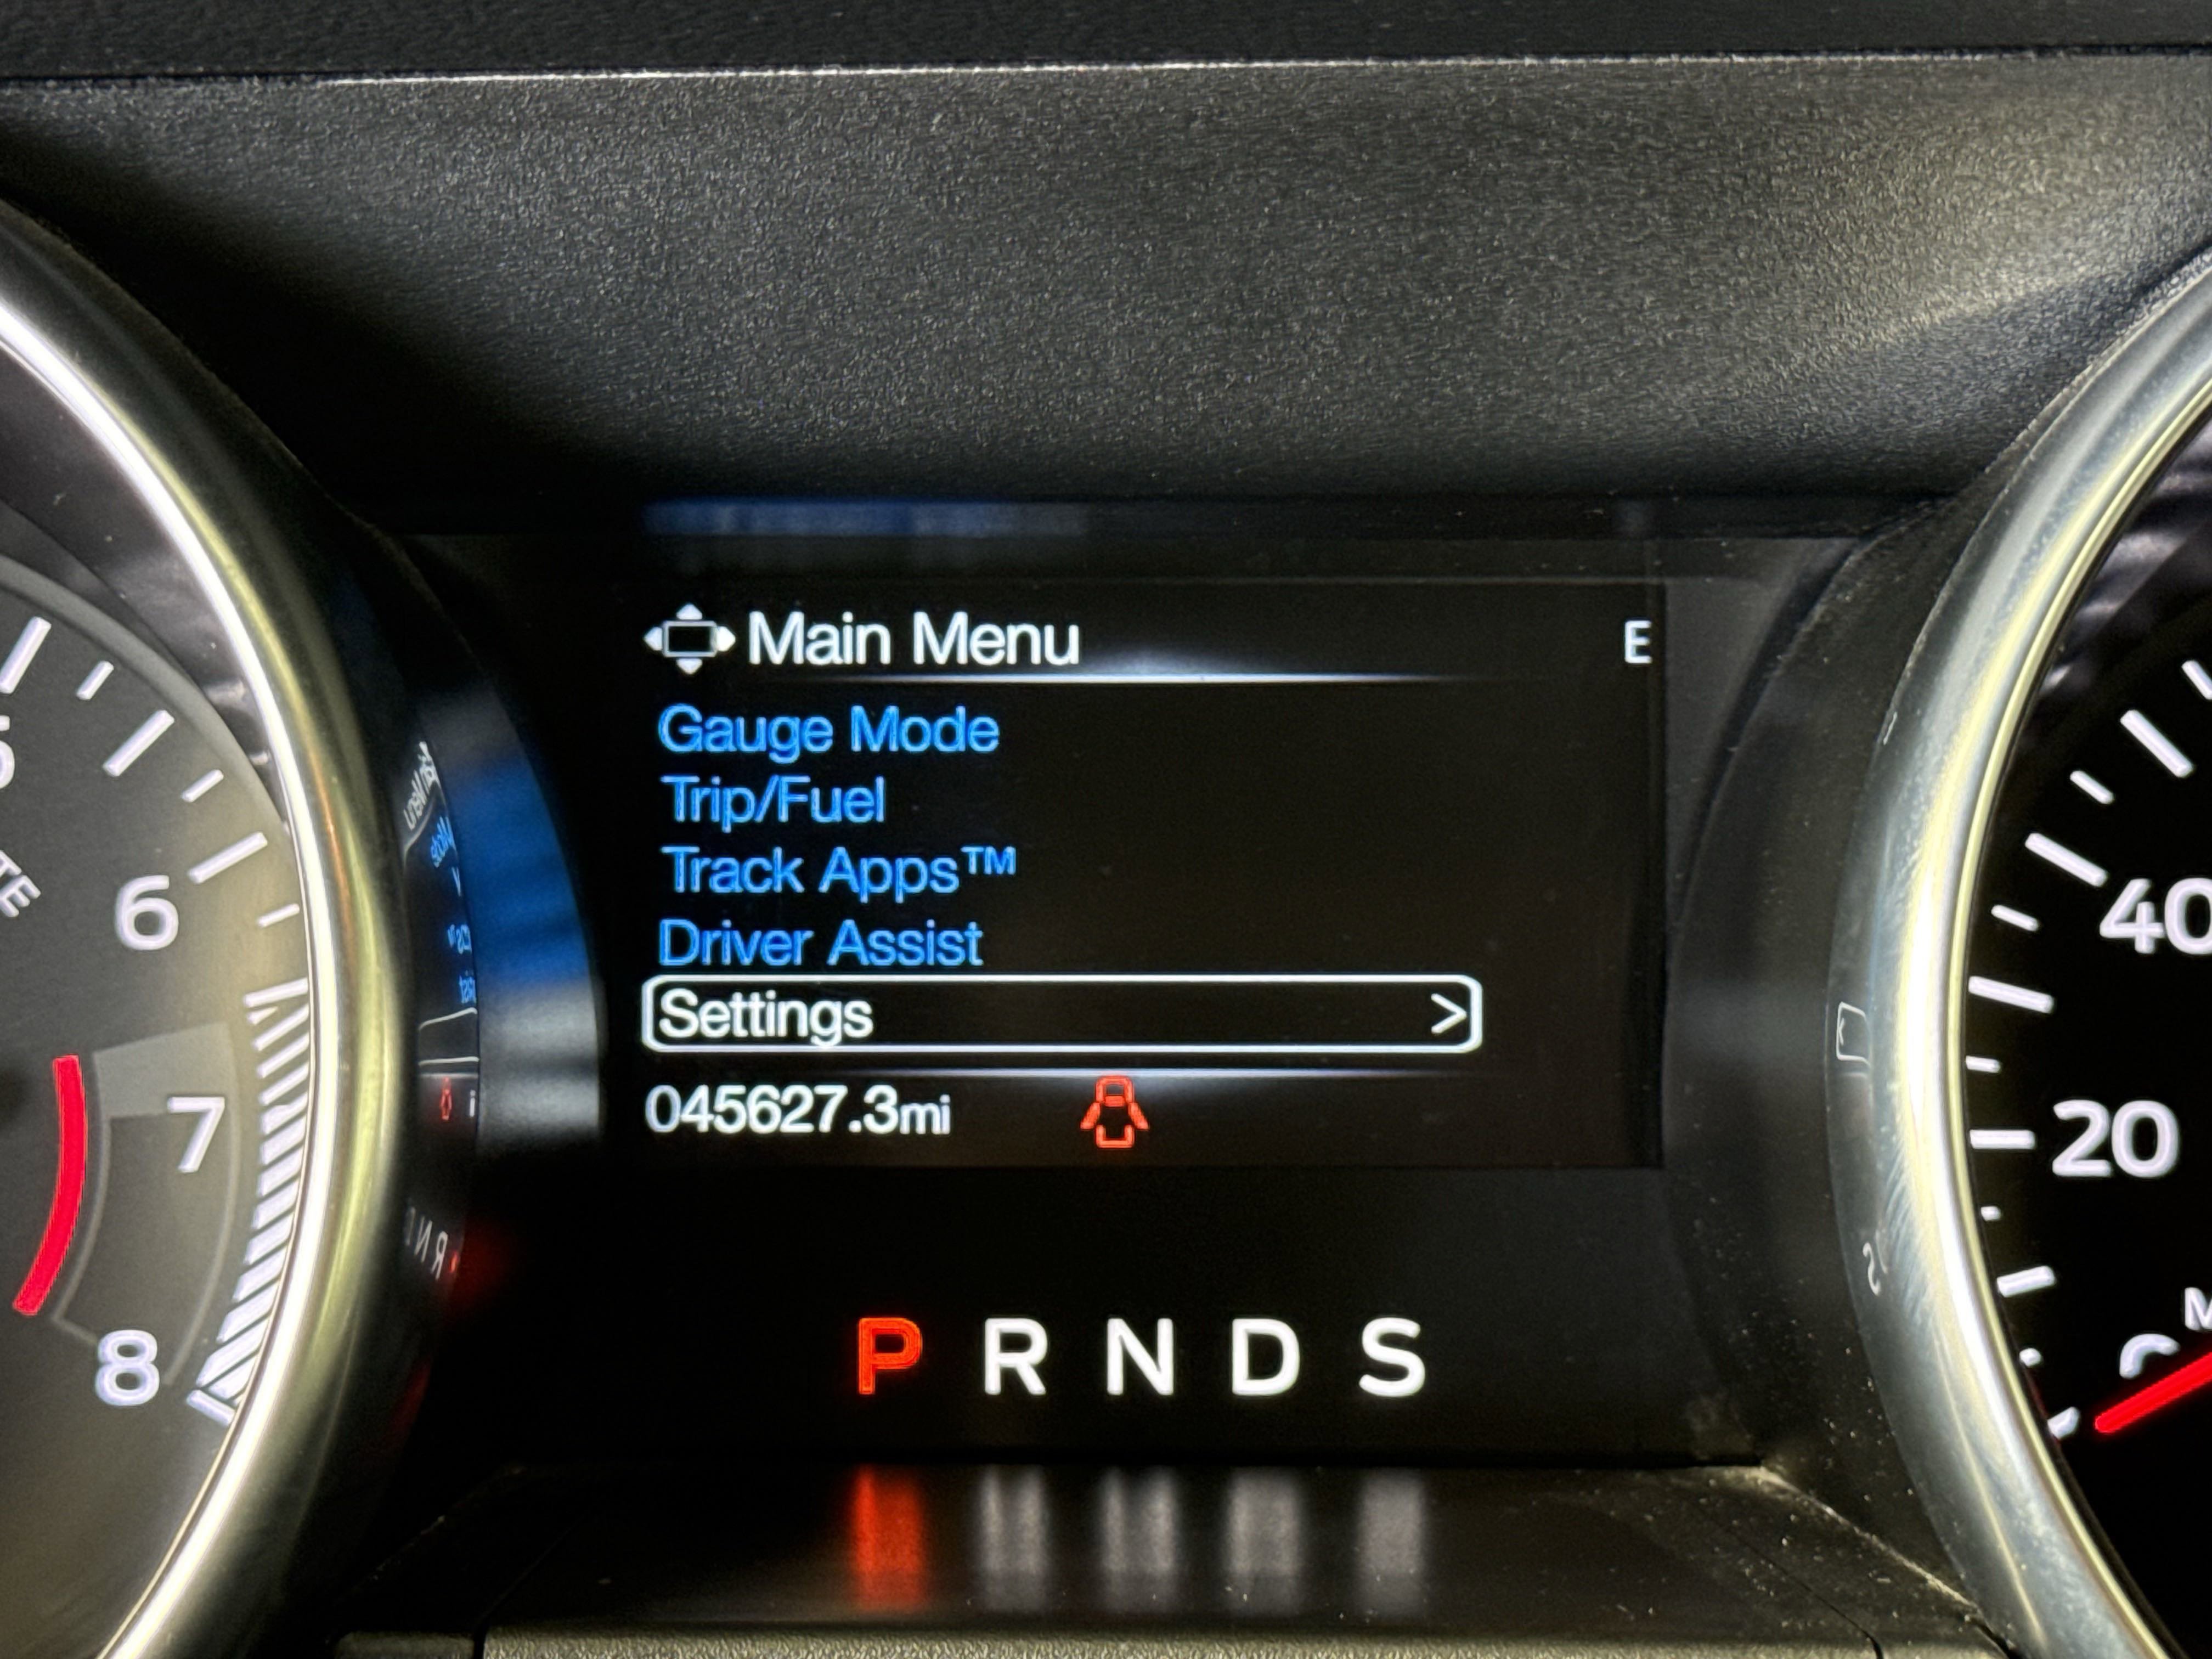 Main Menu E
Gauge Mode
Trip/Fuel
Track Apps™
Driver Assist
Settings >
045627.3mi
P R N D S
6
7
8
40
20